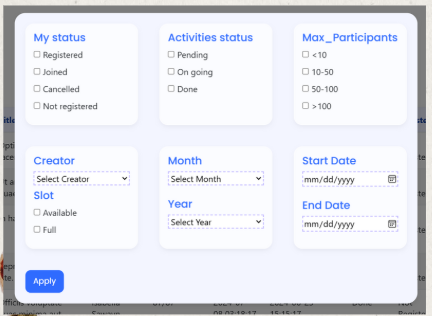 My status
Registered
Joined
Cancelled
Not registered
Activities status
Pending
On going
Done
Max_Participants
<10
10-50
50-100
>100
Creator
Select Creator
Slot
Available
Full
Month
Select Month
Year
Select Year
Start Date
mm/dd/yyyy
End Date
mm/dd/yyyy
Apply